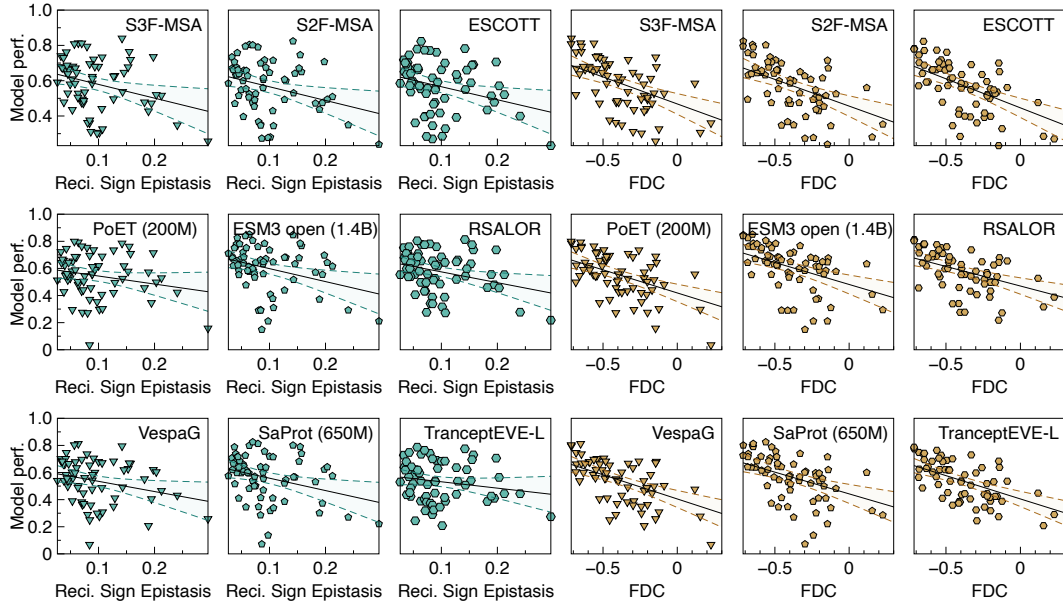 S3F-MSA S2F-MSA ESCOTT S3F-MSA S2F-MSA ESCOTT
Model perf.
1.0
0.8
0.6
0.4
0.1 0.2 0.1 0.2 0.1 0.2 −0.5 0 −0.5 0 −0.5 0
Reci. Sign Epistasis Reci. Sign Epistasis Reci. Sign Epistasis FDC FDC FDC
PoET (200M) ESM3 open (1.4B) RSALOR PoET (200M) ESM3 open (1.4B) RSALOR
Model perf.
1.0
0.8
0.6
0.4
0.2
0
0.1 0.2 0.1 0.2 0.1 0.2 −0.5 0 −0.5 0 −0.5 0
Reci. Sign Epistasis Reci. Sign Epistasis Reci. Sign Epistasis FDC FDC FDC
VespaG SaProt (650M) TranceptEVE-L VespaG SaProt (650M) TranceptEVE-L
Model perf.
1.0
0.8
0.6
0.4
0.2
0
0.1 0.2 0.1 0.2 0.1 0.2 −0.5 0 −0.5 0 −0.5 0
Reci. Sign Epistasis Reci. Sign Epistasis Reci. Sign Epistasis FDC FDC FDC